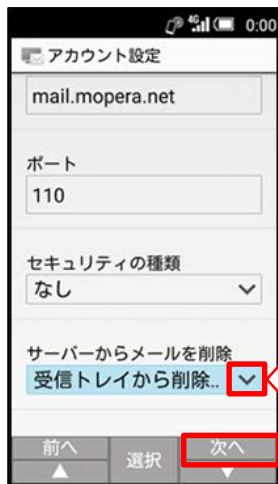 4G 0:00
アカウント設定
mail.mopera.net
ポート
110
セキュリティの種類
なし
サーバーからメールを削除
受信トレイから削除..
前へ 選択 次へ